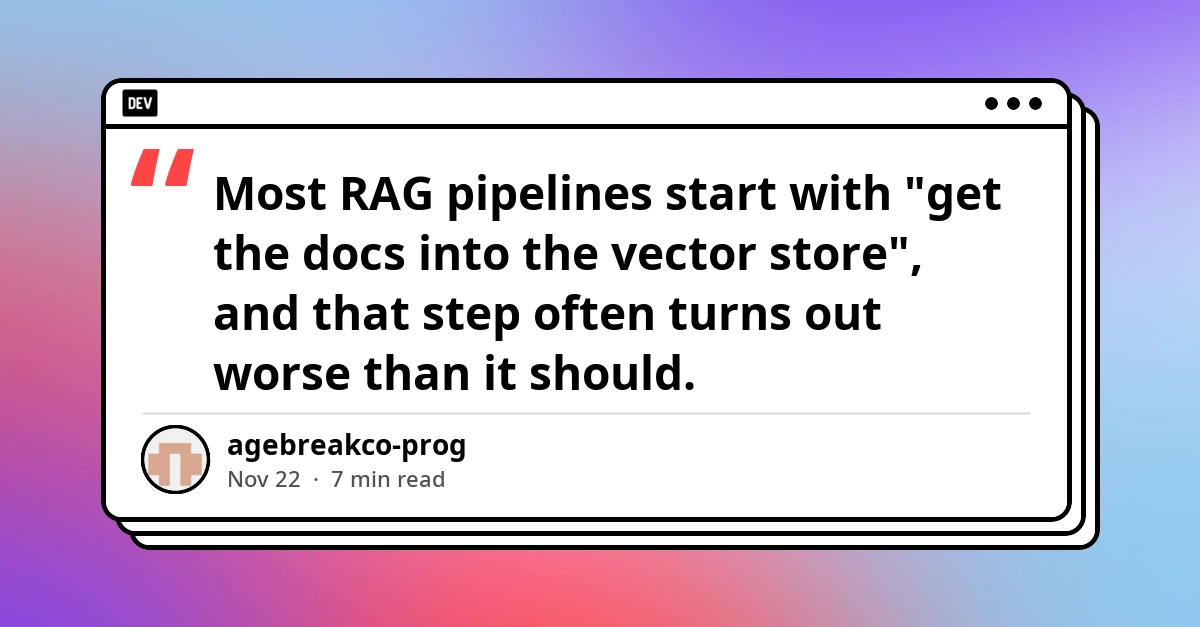 DEV
Most RAG pipelines start with "get
the docs into the vector store",
and that step often turns out
worse than it should.
agebreakco-prog
Nov 22 · 7 min read